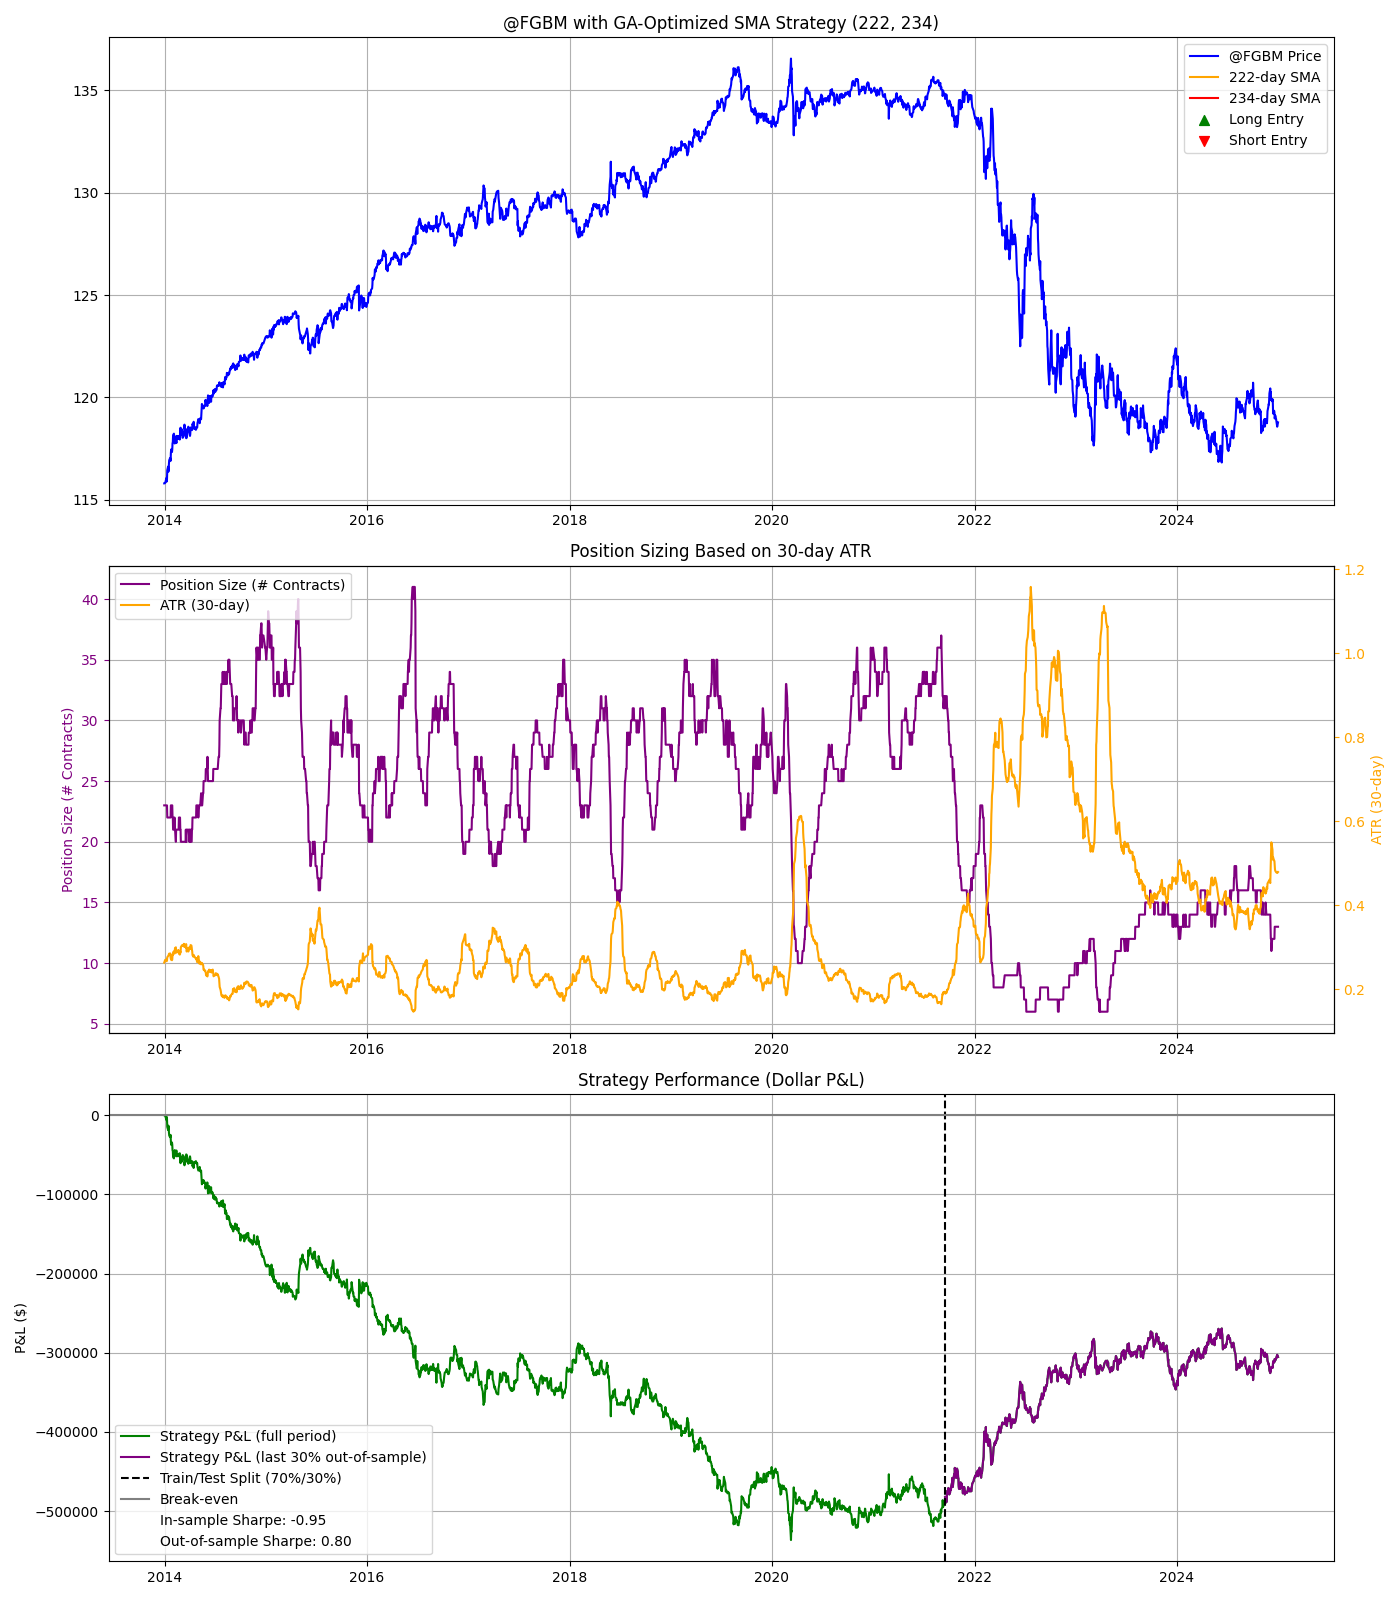 @FGBM with GA-Optimized SMA Strategy (222, 234)
@FGBM Price
222-day SMA
234-day SMA
Long Entry
Short Entry
135
130
125
120
115
2014 2016 2018 2020 2022 2024
Position Sizing Based on 30-day ATR
Position Size (# Contracts)
ATR (30-day)
Position Size (# Contracts)
40
35
30
25
20
15
10
5
1.2
1.0
0.8
0.6
0.4
0.2
ATR (30-day)
2014 2016 2018 2020 2022 2024
Strategy Performance (Dollar P&L)
P&L ($)
0
−100000
−200000
−300000
−400000
−500000
Strategy P&L (full period)
Strategy P&L (last 30% out-of-sample)
Train/Test Split (70%/30%)
Break-even
In-sample Sharpe: -0.95
Out-of-sample Sharpe: 0.80
2014 2016 2018 2020 2022 2024